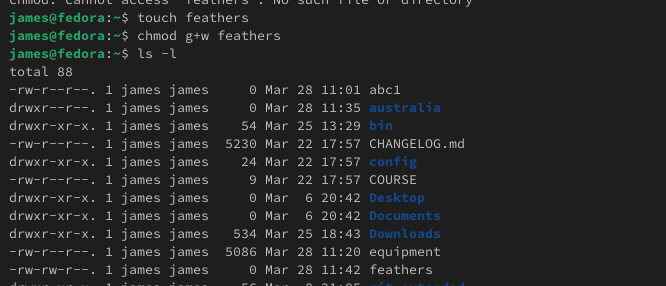 chmod: cannot access 'feathers': No such file or directory
james@fedora:~$ touch feathers
james@fedora:~$ chmod g+w feathers
james@fedora:~$ ls -l
total 88
-rw-r--r--. 1 james james    0 Mar 28 11:01 abc1
drwxr--r--. 1 james james    0 Mar 28 11:35 australia
drwxr-xr-x. 1 james james   54 Mar 25 13:29 bin
-rw-r--r--. 1 james james 5230 Mar 22 17:57 CHANGELOG.md
drwxr-xr-x. 1 james james   24 Mar 22 17:57 config
-rw-r--r--. 1 james james    9 Mar 22 17:57 COURSE
drwxr-xr-x. 1 james james    0 Mar  6 20:42 Desktop
drwxr-xr-x. 1 james james    0 Mar  6 20:42 Documents
drwxr-xr-x. 1 james james  534 Mar 25 18:43 Downloads
-rw-r--r--. 1 james james 5086 Mar 28 11:20 equipment
-rw-rw-r--. 1 james james    0 Mar 28 11:42 feathers